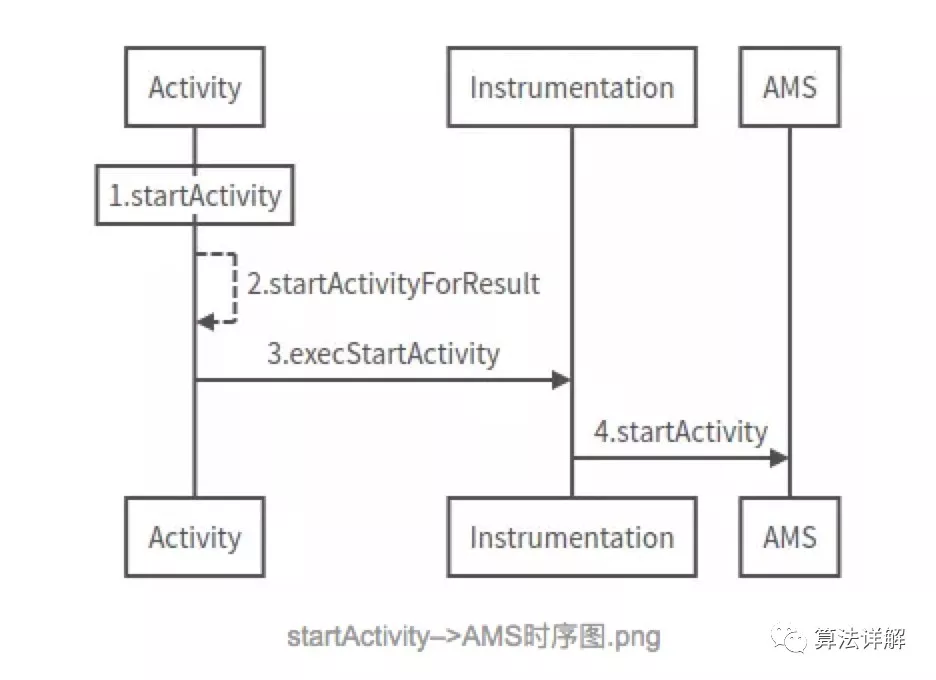 Activity
Instrumentation
AMS
1.startActivity
2.startActivityForResult
3.execStartActivity
4.startActivity
Activity
Instrumentation
AMS
startActivity–>AMS时序图.png
算法详解